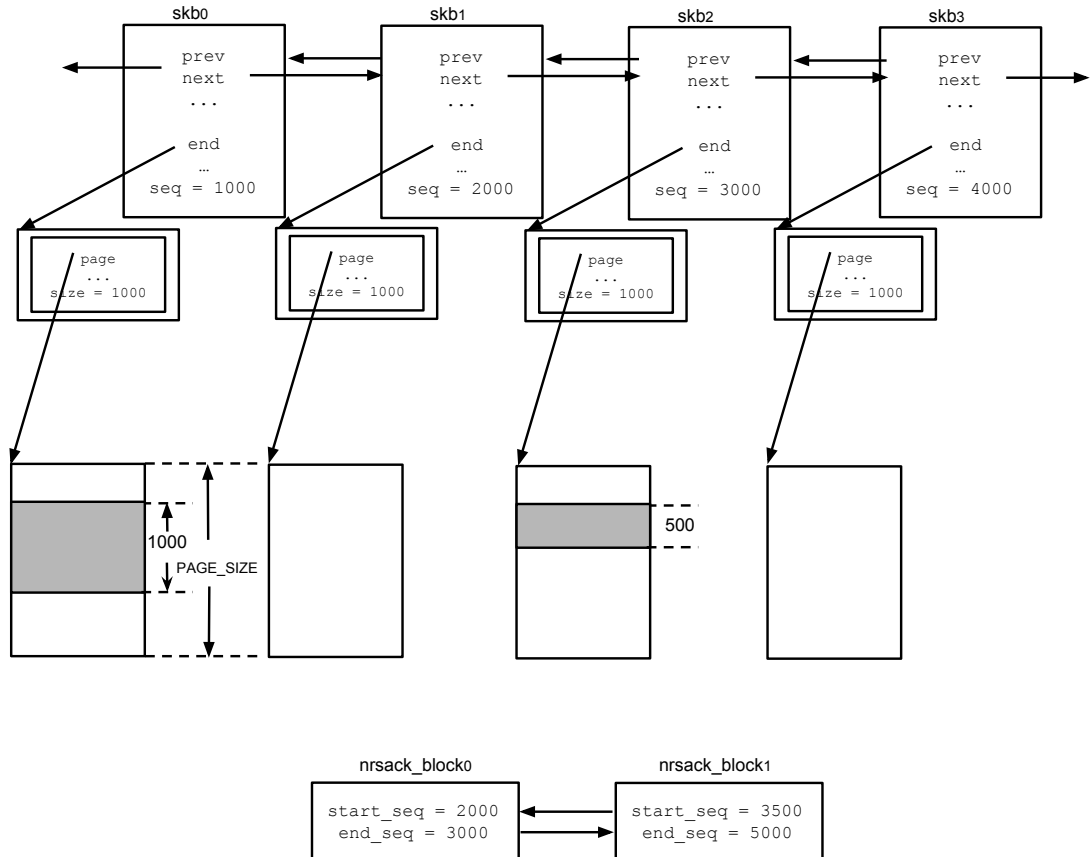 skb0
skb1
skb2
skb3
prev
next
...
end
…
seq = 1000
prev
next
...
end
…
seq = 2000
prev
next
...
end
…
seq = 3000
prev
next
...
end
…
seq = 4000
page
...
size = 1000
page
...
size = 1000
page
...
size = 1000
page
...
size = 1000
1000
PAGE_SIZE
500
nrsack_block0
start_seq = 2000
end_seq = 3000
nrsack_block1
start_seq = 3500
end_seq = 5000